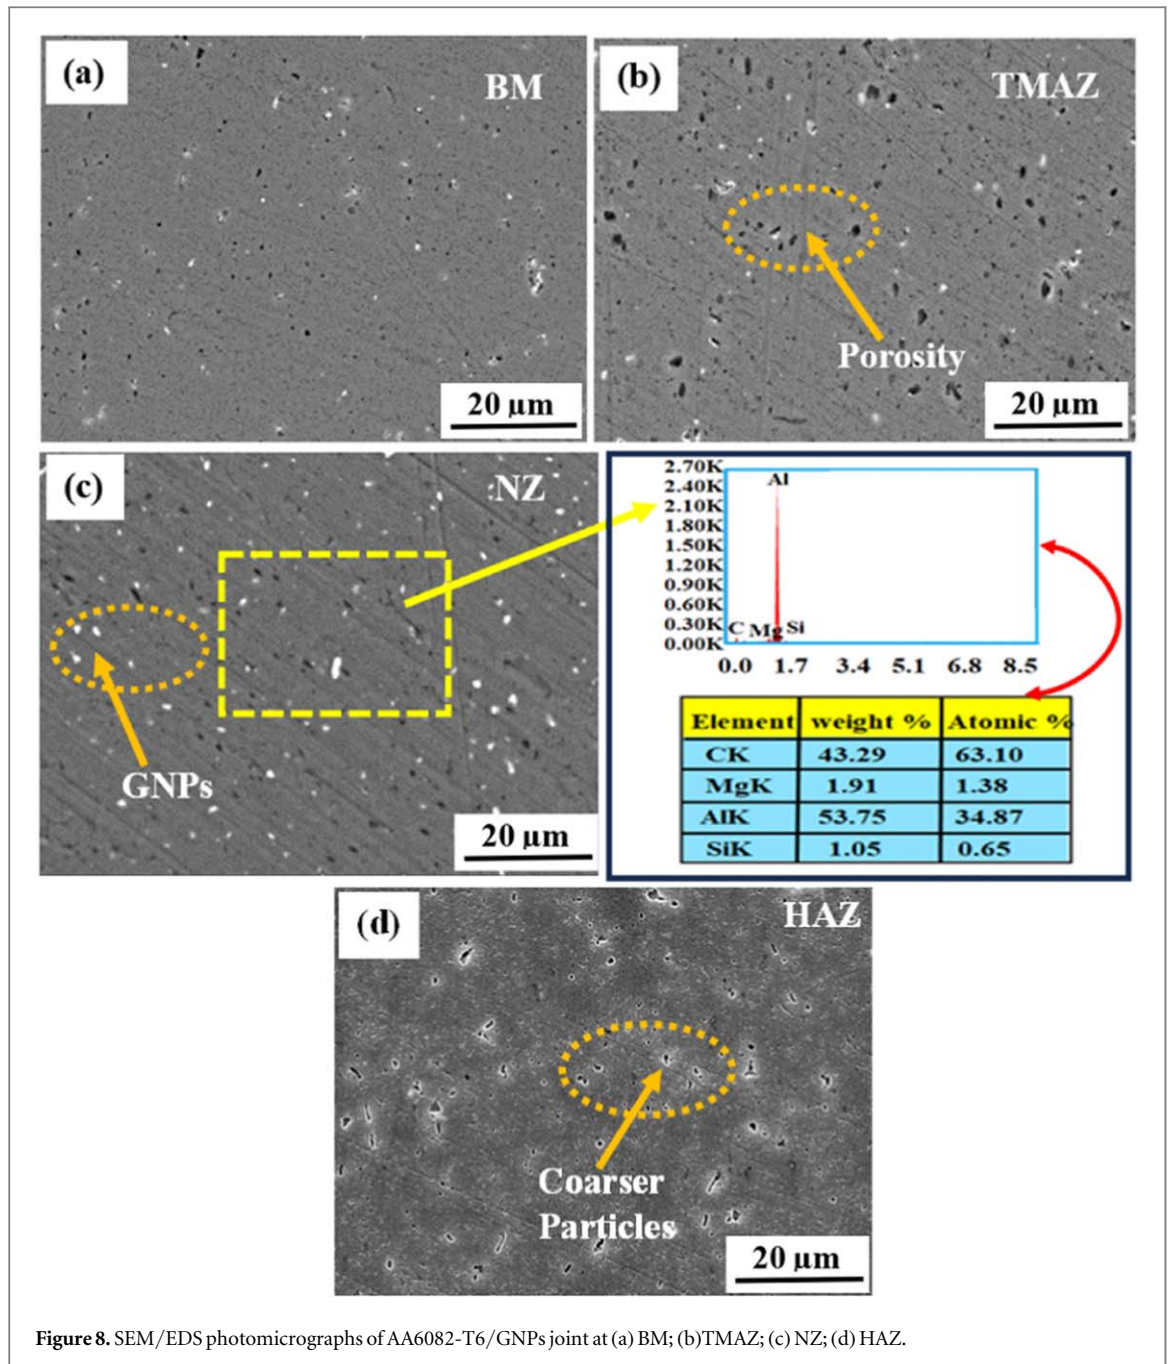 (a)
BM
20 µm
(b)
TMAZ
Porosity
20 µm
(c)
NZ
GNPs
20 µm
2.70K
2.40K
2.10K
1.80K
1.50K
1.20K
0.90K
0.60K
0.30K
0.00K
Al
C Mg Si
0.0 1.7 3.4 5.1 6.8 8.5
Element weight % Atomic %
CK 43.29 63.10
MgK 1.91 1.38
AlK 53.75 34.87
SiK 1.05 0.65
(d)
HAZ
Coarser
Particles
20 µm
Figure 8. SEM/EDS photomicrographs of AA6082-T6/GNPs joint at (a) BM; (b)TMAZ; (c) NZ; (d) HAZ.